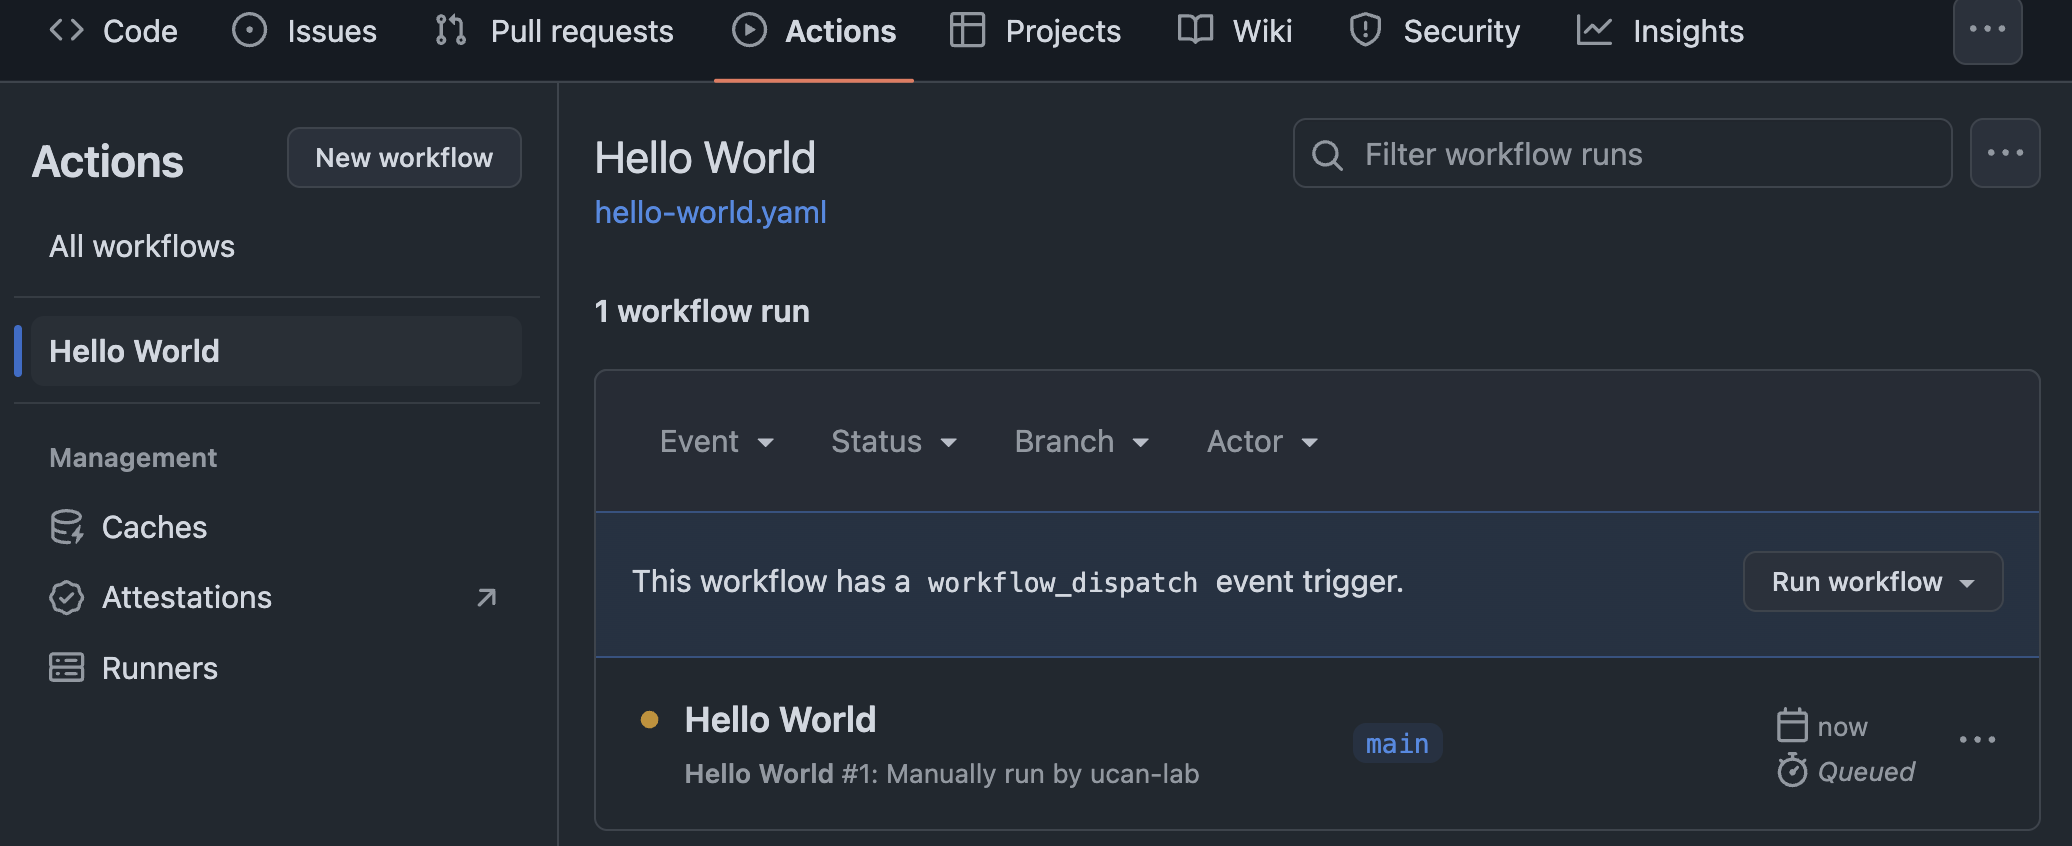 Code Issues Pull requests Actions Projects Wiki Security Insights
Actions
New workflow
All workflows
Hello World
Management
Caches
Attestations
Runners
Hello World
hello-world.yaml
Filter workflow runs
1 workflow run
Event Status Branch Actor
This workflow has a workflow_dispatch event trigger.
Run workflow
Hello World
Hello World #1: Manually run by ucan-lab
main
now
Queued